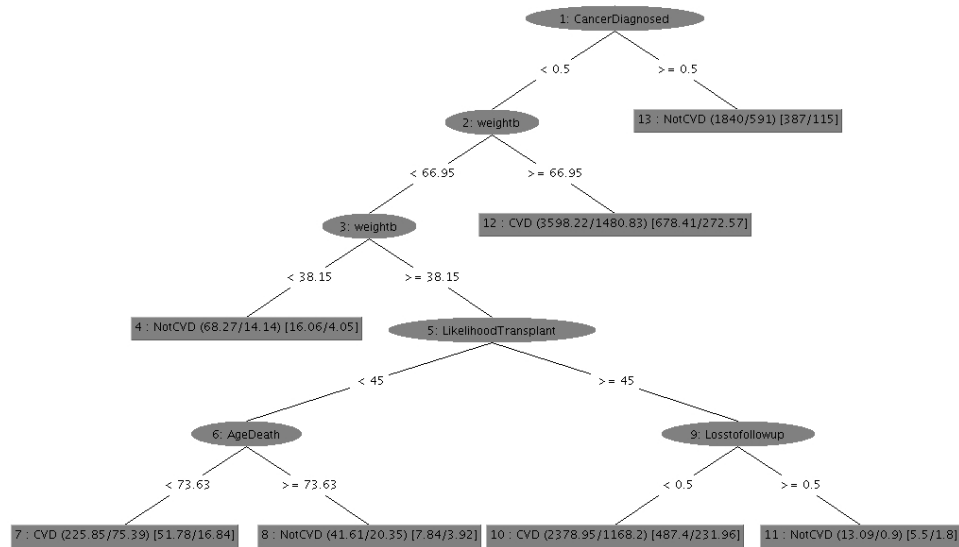 1: CancerDiagnosed
< 0.5
>= 0.5
2: weightb
13 : NotCVD (1840/591) [387/115]
< 66.95
>= 66.95
3: weightb
12 : CVD (3598.22/1480.83) [678.41/272.57]
< 38.15
>= 38.15
4 : NotCVD (68.27/14.14) [16.06/4.05]
5: LikelihoodTransplant
< 45
>= 45
6: AgeDeath
9: Losstofollowup
< 73.63
>= 73.63
< 0.5
>= 0.5
7 : CVD (225.85/75.39) [51.78/16.84]
8 : NotCVD (41.61/20.35) [7.84/3.92]
10 : CVD (2378.95/1168.2) [487.4/231.96]
11 : NotCVD (13.09/0.9) [5.5/1.8]